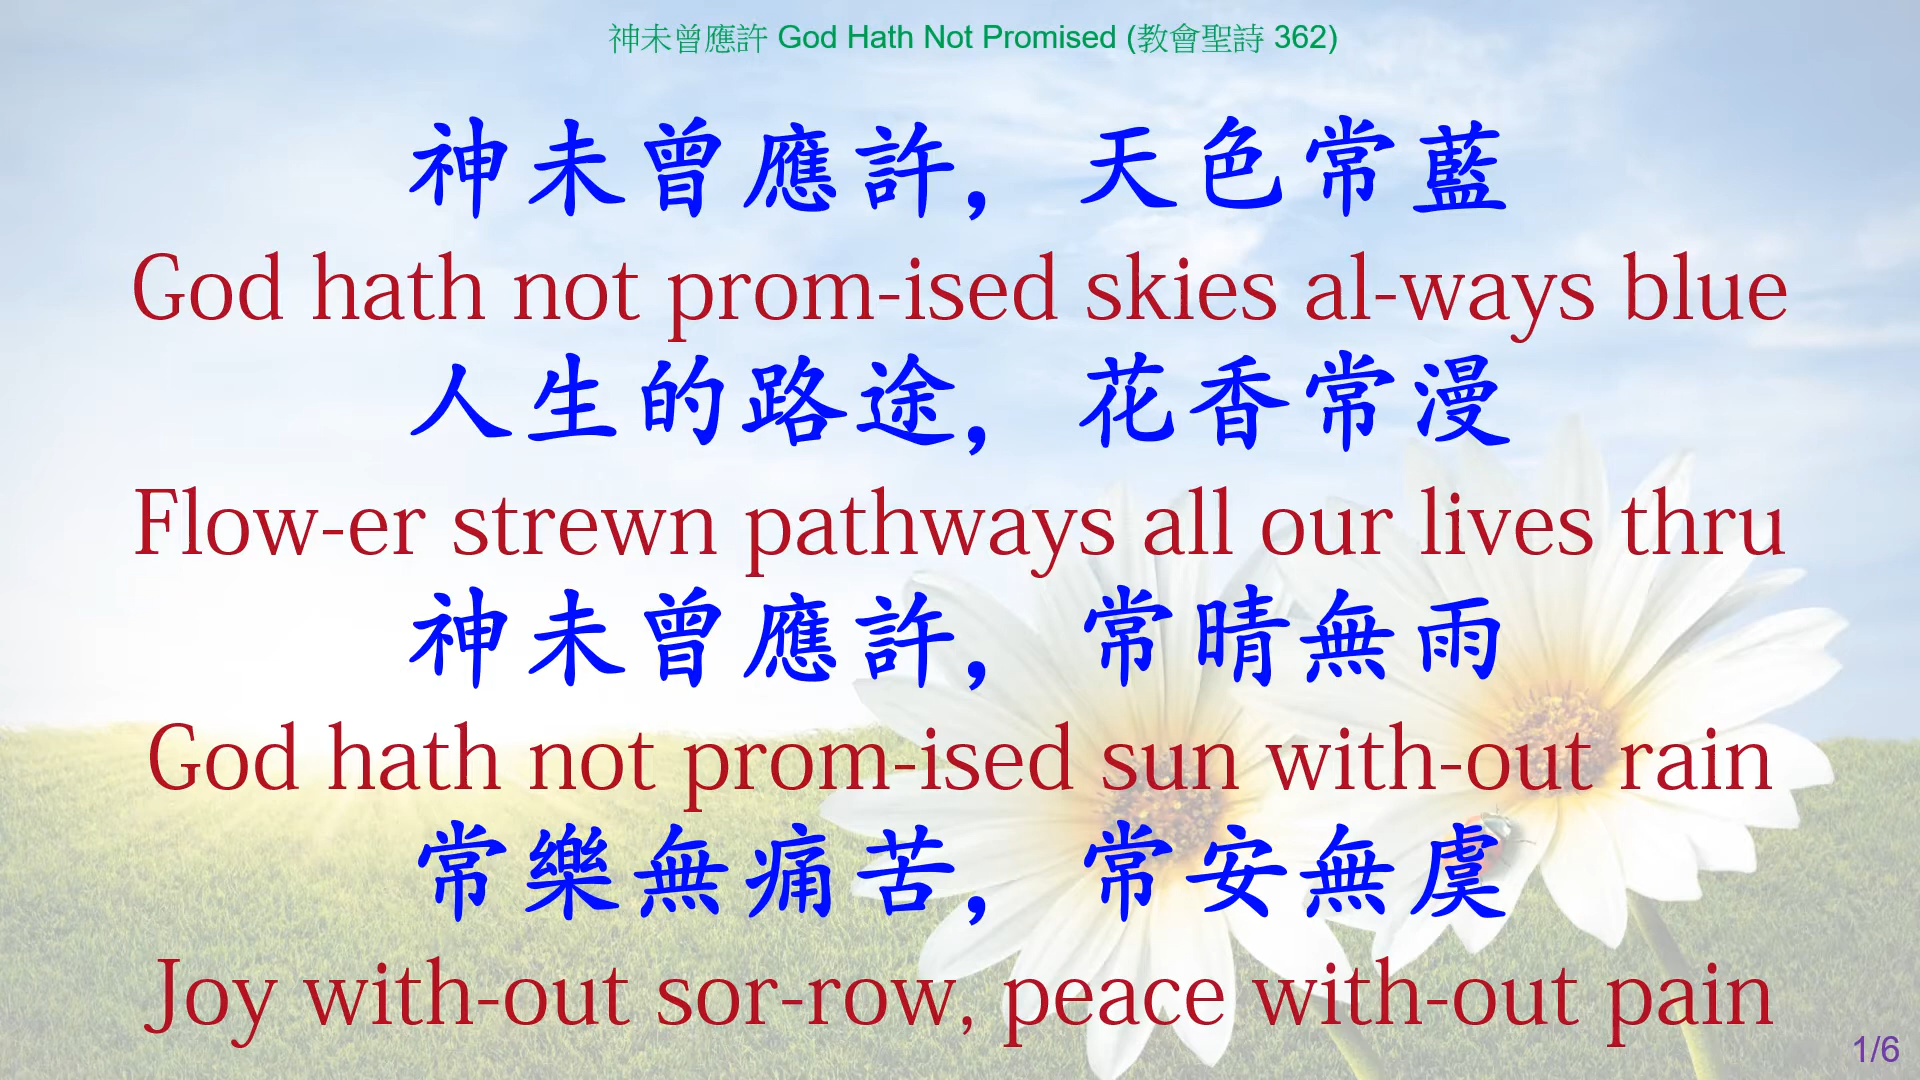 神未曾應許 God Hath Not Promised (教會聖詩 362)
神未曾應許, 天色常藍
God hath not prom-ised skies al-ways blue
人生的路途, 花香常漫
Flow-er strewn pathways all our lives thru
神未曾應許, 常晴無雨
God hath not prom-ised sun with-out rain
常樂無痛苦, 常安無虞
Joy with-out sor-row, peace with-out pain
1/6